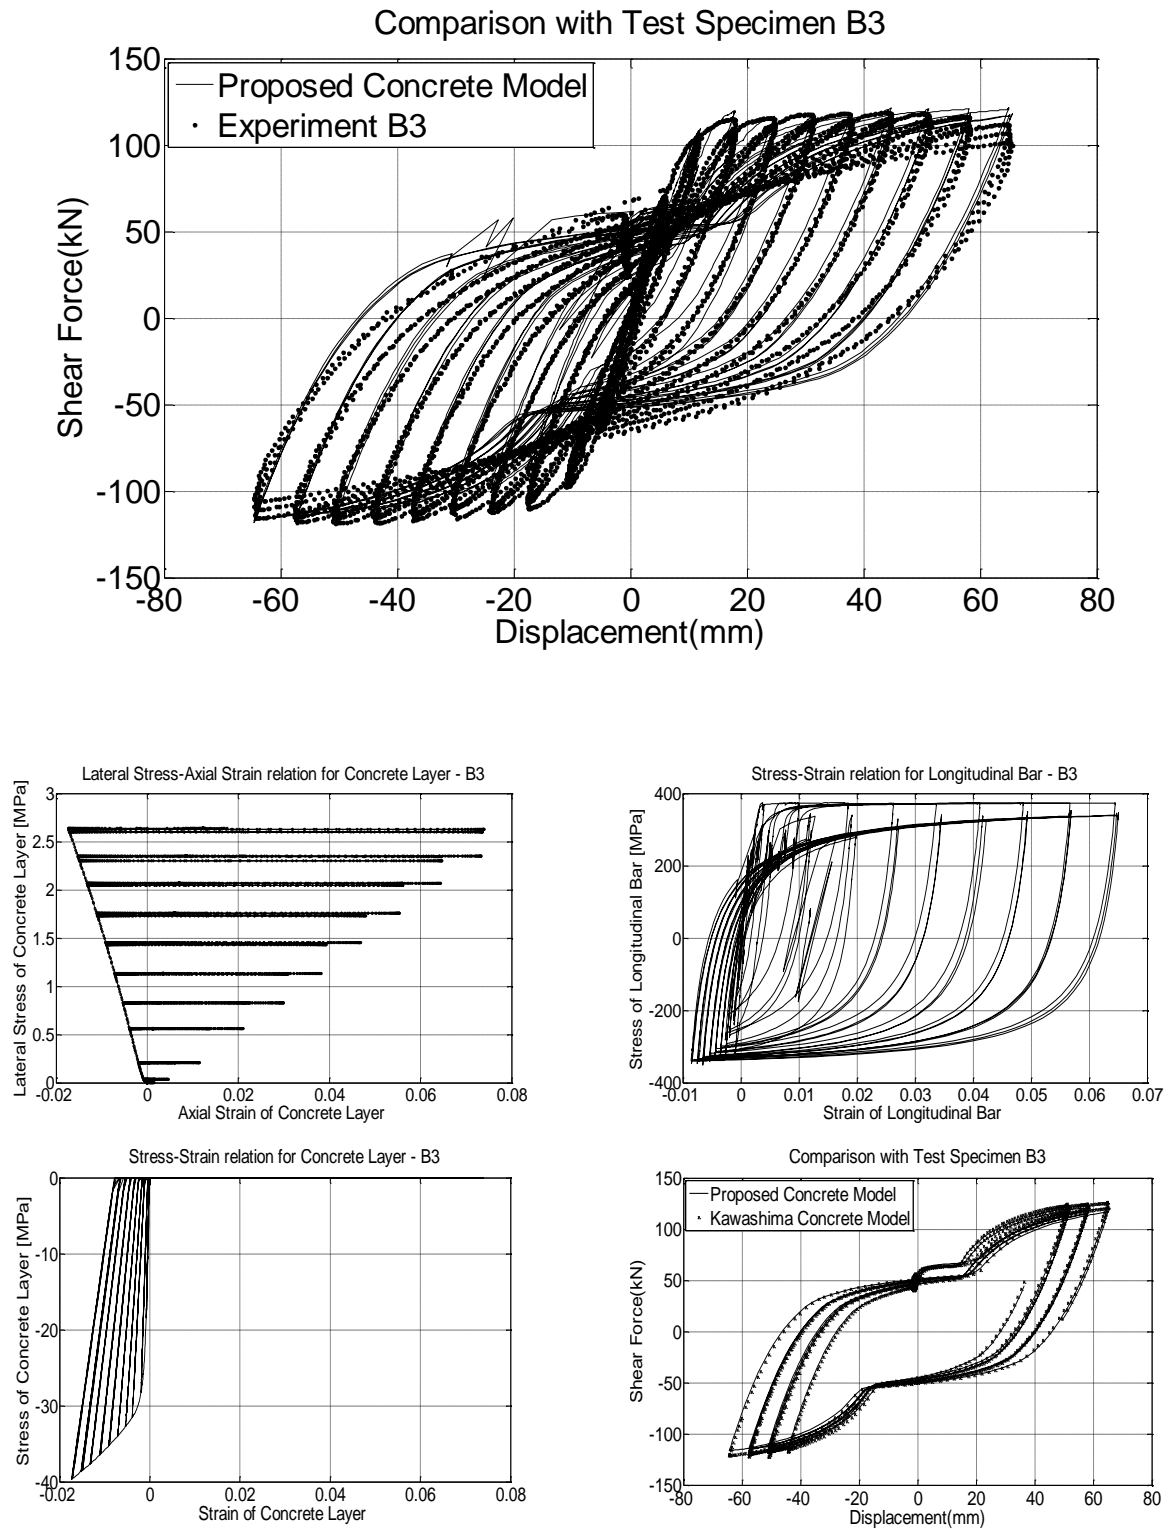 Comparison with Test Specimen B3
150
100
50
0
-50
-100
-150
Shear Force(kN)
Proposed Concrete Model
Experiment B3
-80 -60 -40 -20 0 20 40 60 80
Displacement(mm)
Lateral Stress-Axial Strain relation for Concrete Layer - B3
3
2.5
2
1.5
1
0.5
0
Lateral Stress of Concrete Layer [MPa]
-0.02 0 0.02 0.04 0.06 0.08
Axial Strain of Concrete Layer
Stress-Strain relation for Longitudinal Bar - B3
400
200
0
-200
-400
Stress of Longitudinal Bar [MPa]
-0.01 0 0.01 0.02 0.03 0.04 0.05 0.06 0.07
Strain of Longitudinal Bar
Stress-Strain relation for Concrete Layer - B3
0
-10
-20
-30
-40
Stress of Concrete Layer [MPa]
-0.02 0 0.02 0.04 0.06 0.08
Strain of Concrete Layer
Comparison with Test Specimen B3
150
100
50
0
-50
-100
-150
Shear Force(kN)
Proposed Concrete Model
Kawashima Concrete Model
-80 -60 -40 -20 0 20 40 60 80
Displacement(mm)